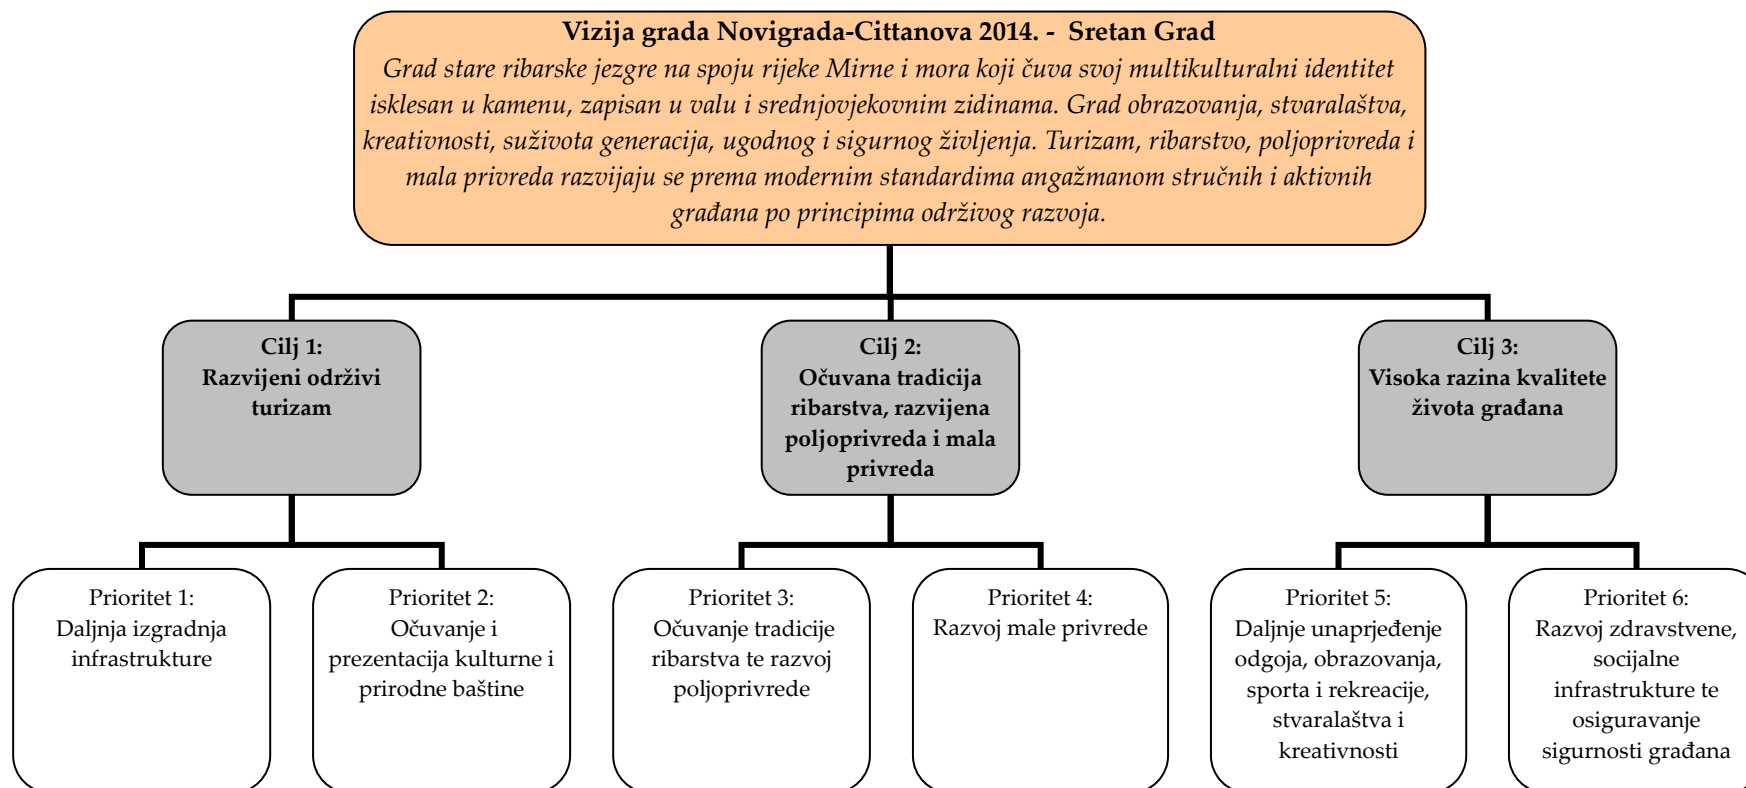 Vizija grada Novigrada-Cittanova 2014. - Sretan Grad
Grad stare ribarske jezgre na spoju rijeke Mirne i mora koji čuva svoj multikulturalni identitet
isklesan u kamenu, zapisan u valu i srednjovjekovnim zidinama. Grad obrazovanja, stvaralaštva,
kreativnosti, suživota generacija, ugodnog i sigurnog življenja. Turizam, ribarstvo, poljoprivreda i
mala privreda razvijaju se prema modernim standardima angažmanom stručnih i aktivnih
građana po principima održivog razvoja.
Cilj 1:
Razvijeni održivi
turizam
Cilj 2:
Očuvana tradicija
ribarstva, razvijena
poljoprivreda i mala
privreda
Cilj 3:
Visoka razina kvalitete
života građana
Prioritet 1:
Daljnja izgradnja
infrastrukture
Prioritet 2:
Očuvanje i
prezentacija kulturne i
prirodne baštine
Prioritet 3:
Očuvanje tradicije
ribarstva te razvoj
poljoprivrede
Prioritet 4:
Razvoj male privrede
Prioritet 5:
Daljnje unaprjeđenje
odgoja, obrazovanja,
sporta i rekreacije,
stvaralaštva i
kreativnosti
Prioritet 6:
Razvoj zdravstvene,
socijalne
infrastrukture te
osiguravanje
sigurnosti građana